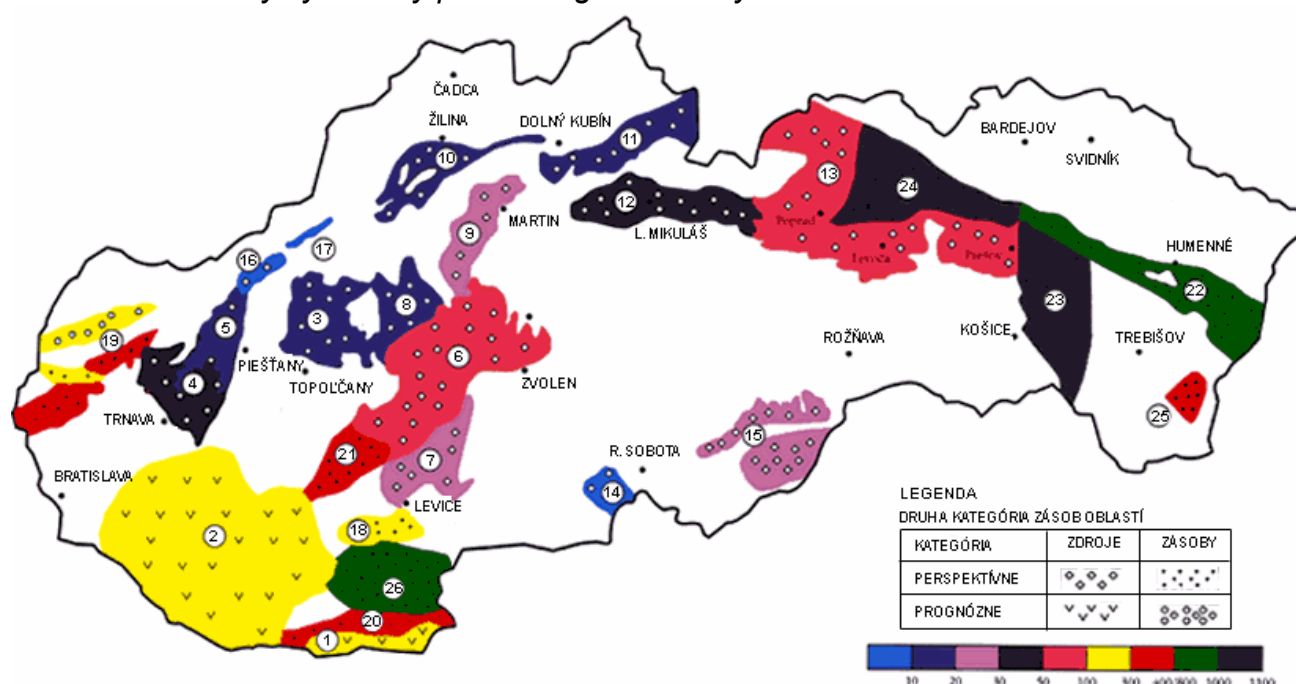 ČADCA
ŽILINA
DOLNÝ KUBÍN
BARDEJOV
SVIDNÍK
11
10
13
24
12
Poprad
MARTIN
L. MIKULÁŠ
9
17
Levoča
Prešov
HUMENNÉ
16
22
3
8
23
5
19
6
KOŠICE
ROŽŇAVA
TREBIŠOV
PIEŠŤANY
4
TOPOĽČANY
ZVOLEN
25
TRNAVA
15
21
7
R. SOBOTA
BRATISLAVA
14
LEVICE
LEGENDA
DRUHA KATEGÓRIA ZÁSOB OBLASTÍ
2
18
KATEGÓRIA ZDROJE ZÁSOBY
PERSPEKTÍVNE
26
PROGNÓZNE
20
1
10 20 30 50 100 300 400 800 1000 1100